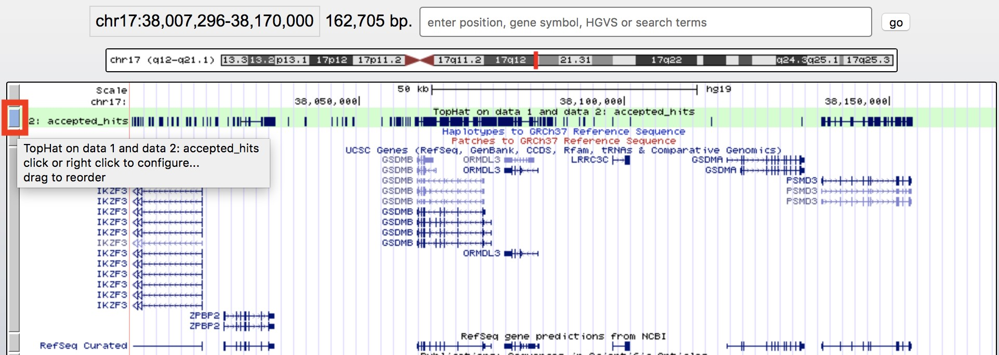 chr17:38,007,296-38,170,000 162,705 bp. enter position, gene symbol, HGVS or search terms go
chr17 (q12-q21.1) 13.3 13.2 p13.1 17p12 17p11.2 17q11.2 17q12 21.31 17q22 q24.3 q25.1 17q25.3
Scale 50 kb hg19
chr17: 38,050,000 38,100,000 38,150,000
TopHat on data 1 and data 2: accepted_hits
2: accepted_hits
Haplotypes to GRCh37 Reference Sequence
Patches to GRCh37 Reference Sequence
TopHat on data 1 and data 2: accepted_hits
click or right click to configure...
drag to reorder
UCSC Genes (RefSeq, GenBank, CCDS, Rfam, tRNAs & Comparative Genomics)
GSDMB ORMDL3 LRRC3C GSDMA
GSDMB ORMDL3 GSDMA
GSDMB PSMD3
IKZF3 GSDMB PSMD3
IKZF3 GSDMB PSMD3
IKZF3 GSDMB
IKZF3 GSDMB
IKZF3 GSDMB
IKZF3 GSDMB
IKZF3 ORMDL3
IKZF3
IKZF3
IKZF3
IKZF3
IKZF3
ZPBP2
ZPBP2
RefSeq gene predictions from NCBI
RefSeq Curated
Publications: Sequences in Scientific Articles